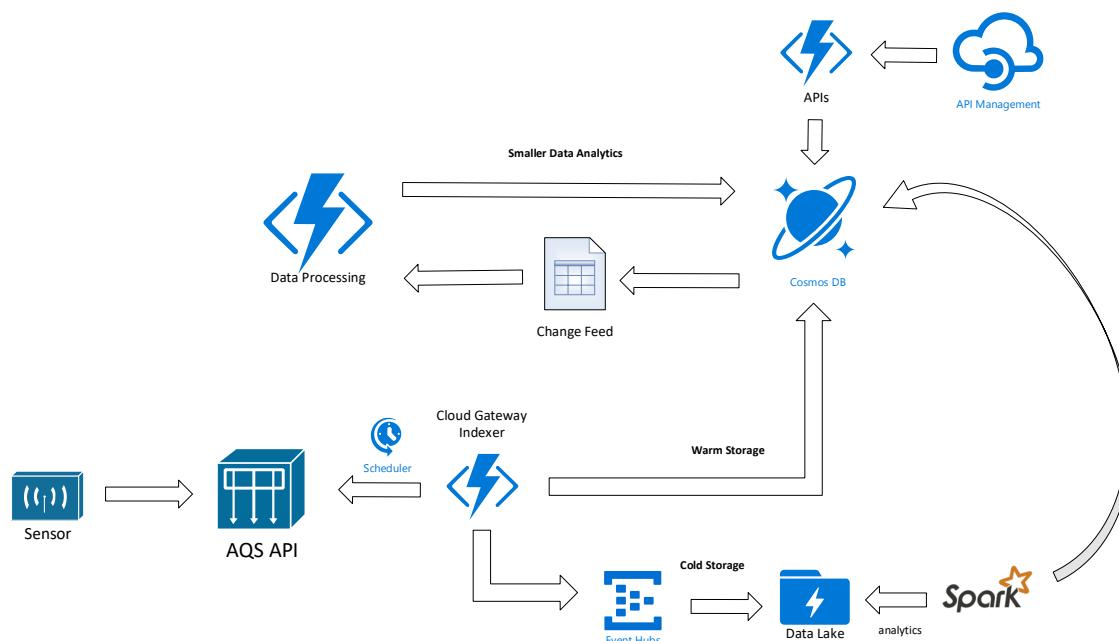 APIs
API Management
Smaller Data Analytics
Data Processing
Cosmos DB
Change Feed
Cloud Gateway
Indexer
Scheduler
Warm Storage
Sensor
AQS API
Cold Storage
Event Hubs
Data Lake
analytics
Spark